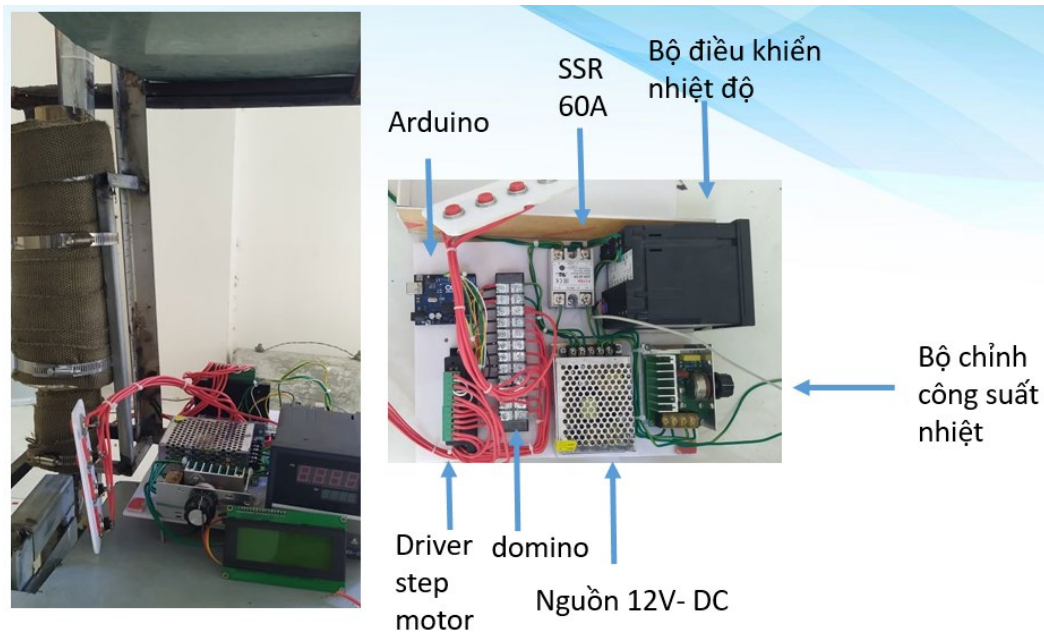 Arduino
SSR
60A
Bộ điều khiển
nhiệt độ
Bộ chỉnh
công suất
nhiệt
Driver
step
motor
domino
Nguồn 12V- DC